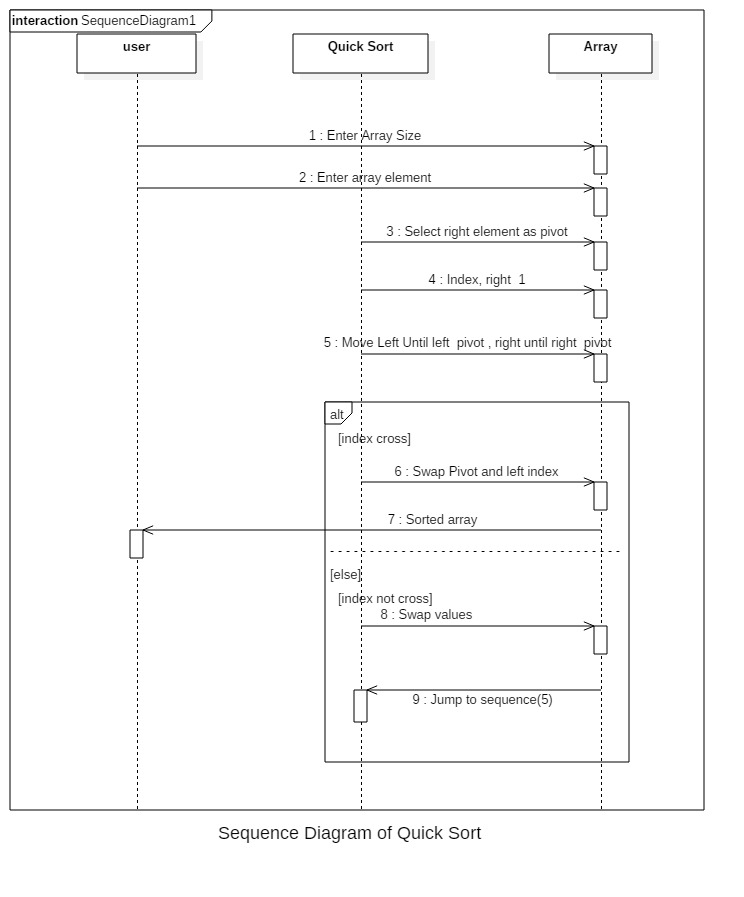 interaction SequenceDiagram1
user
Quick Sort
Array
1 : Enter Array Size
2 : Enter array element
3 : Select right element as pivot
4 : Index, right  1
5 : Move Left Until left  pivot , right until right  pivot
alt
[index cross]
6 : Swap Pivot and left index
7 : Sorted array
[else]
[index not cross]
8 : Swap values
9 : Jump to sequence(5)
Sequence Diagram of Quick Sort